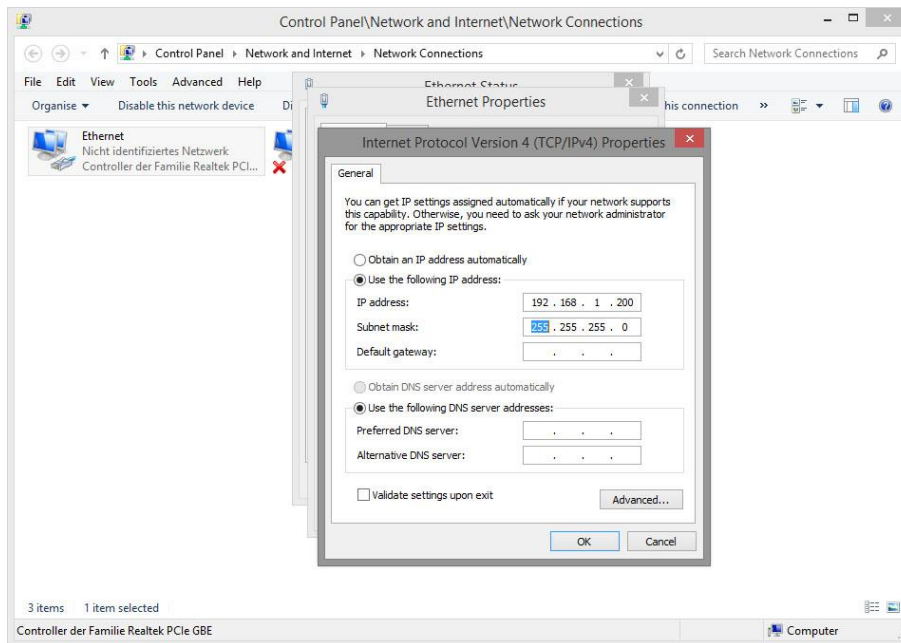 Control Panel\Network and Internet\Network Connections
Control Panel Network and Internet Network Connections
Search Network Connections
File Edit View Tools Advanced Help
Organise Disable this network device Di his connection »
Ethernet Status
Ethernet Properties
Ethernet
Nicht identifiziertes Netzwerk
Controller der Familie Realtek PCI...
Internet Protocol Version 4 (TCP/IPv4) Properties
General
You can get IP settings assigned automatically if your network supports
this capability. Otherwise, you need to ask your network administrator
for the appropriate IP settings.
Obtain an IP address automatically
Use the following IP address:
IP address: 192 . 168 . 1 . 200
Subnet mask: 255 . 255 . 255 . 0
Default gateway: . . .
Obtain DNS server address automatically
Use the following DNS server addresses:
Preferred DNS server: . . .
Alternative DNS server: . . .
Validate settings upon exit
Advanced...
OK Cancel
3 items 1 item selected
Controller der Familie Realtek PCIe GBE Computer